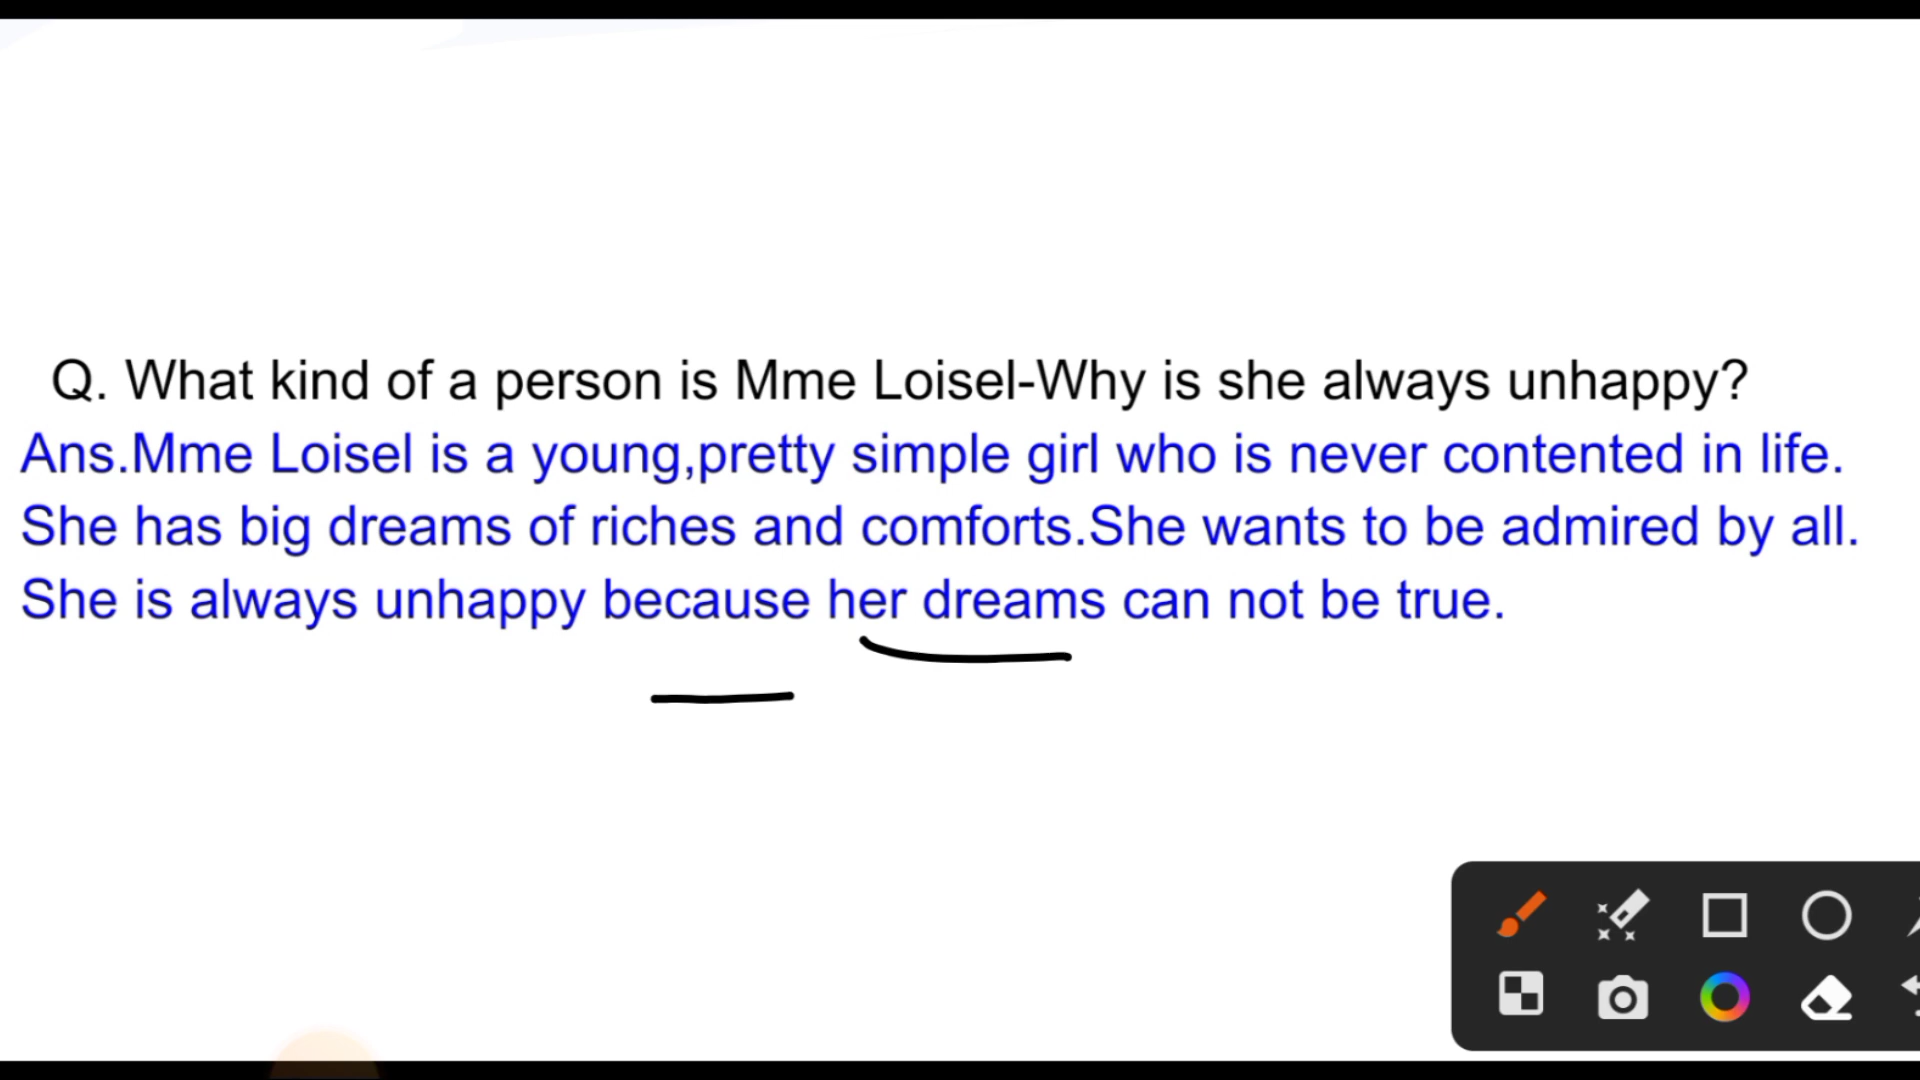 Q. What kind of a person is Mme Loisel-Why is she always unhappy?
Ans.Mme Loisel is a young,pretty simple girl who is never contented in life.
She has big dreams of riches and comforts.She wants to be admired by all.
She is always unhappy because her dreams can not be true.